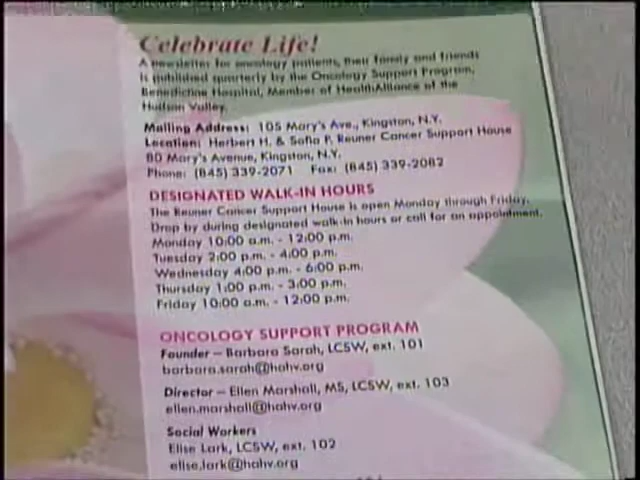 Celebrate Life!
A newsletter for oncology patients, their family and friends
is published quarterly by the Oncology Support Program,
Benedictine Hospital, Member of HealthAlliance of the
Hudson Valley.
Mailing Address: 105 Mary's Ave., Kingston, N.Y.
Location: Herbert H. & Sofia P. Reuner Cancer Support House
80 Mary's Avenue, Kingston, N.Y.
Phone: (845) 339-2071 Fax: (845) 339-2082
DESIGNATED WALK-IN HOURS
The Reuner Cancer Support House is open Monday through Friday.
Drop by during designated walk-in hours or call for an appointment.
Monday 10:00 a.m. - 12:00 p.m.
Tuesday 2:00 p.m. - 4:00 p.m.
Wednesday 4:00 p.m. - 6:00 p.m.
Thursday 1:00 p.m. - 3:00 p.m.
Friday 10:00 a.m. - 12:00 p.m.
ONCOLOGY SUPPORT PROGRAM
Founder – Barbara Sarah, LCSW, ext. 101
barbara.sarah@hahv.org
Director – Ellen Marshall, MS, LCSW, ext. 103
ellen.marshall@hahv.org
Social Workers
Elise Lark, LCSW, ext. 102
elise.lark@hahv.org